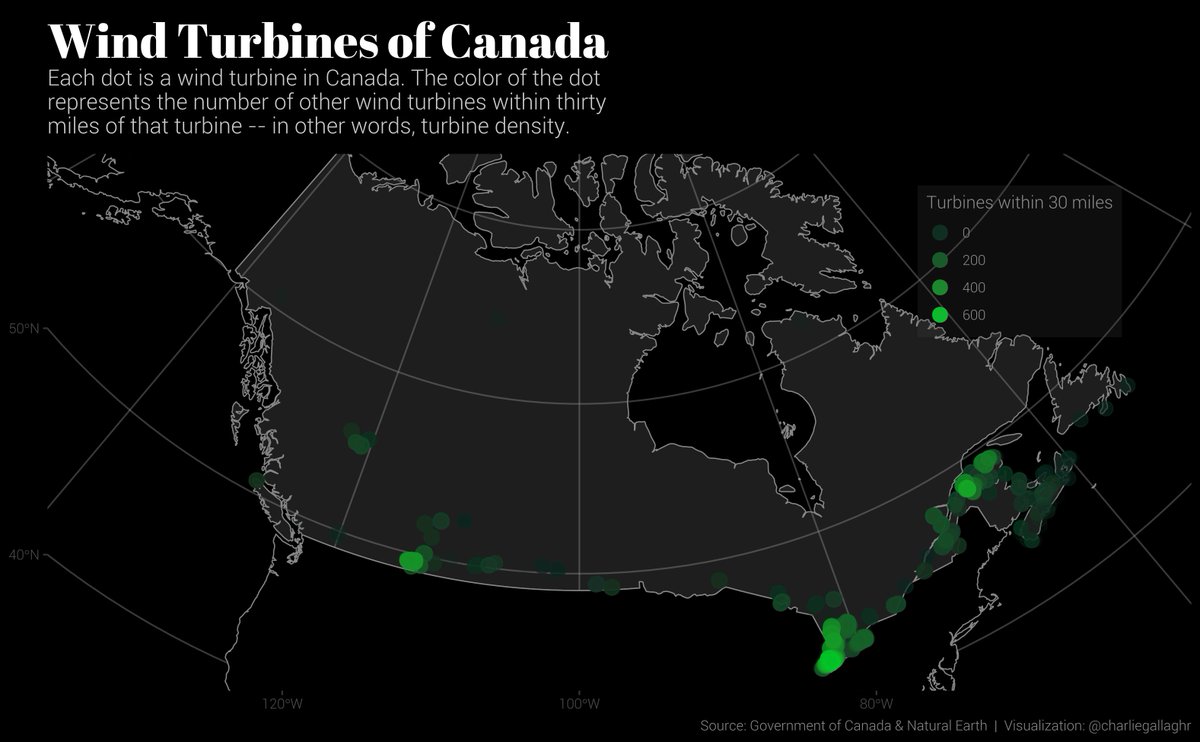 Wind Turbines of Canada
Each dot is a wind turbine in Canada. The color of the dot
represents the number of other wind turbines within thirty
miles of that turbine -- in other words, turbine density.
Turbines within 30 miles
0
200
400
600
50°N
40°N
120°W
100°W
80°W
Source: Government of Canada & Natural Earth | Visualization: @charliegallaghr